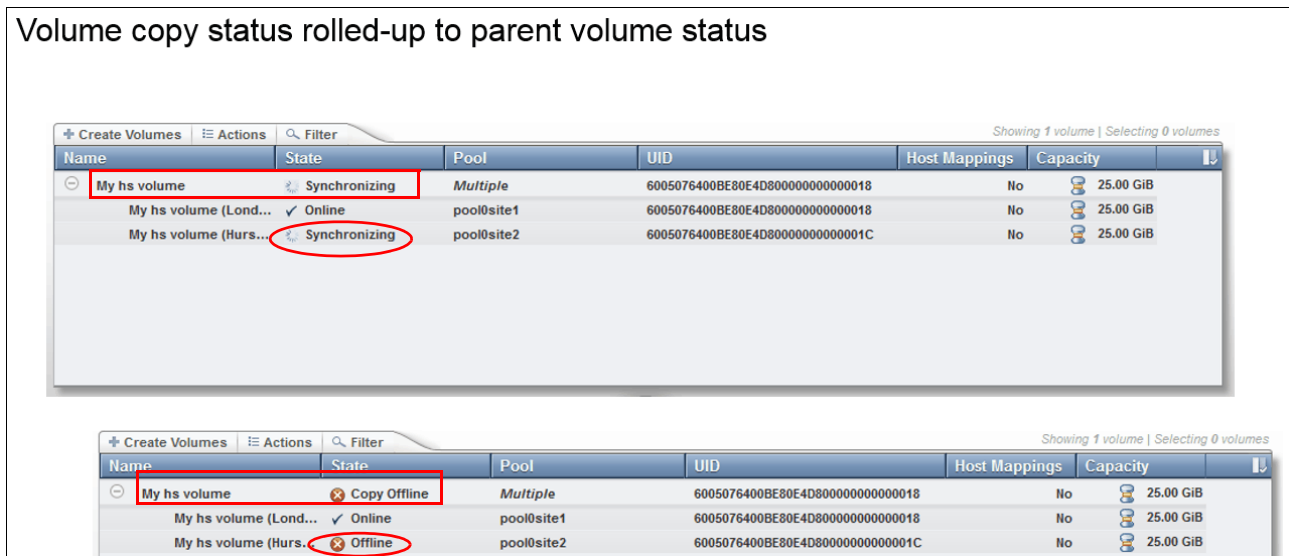 Volume copy status rolled-up to parent volume status
Create Volumes Actions Filter Showing 1 volume | Selecting 0 volumes
Name State Pool UID Host Mappings Capacity
My hs volume Synchronizing Multiple 6005076400BE80E4D800000000000018 No 25.00 GiB
My hs volume (Lond... Online pool0site1 6005076400BE80E4D800000000000018 No 25.00 GiB
My hs volume (Hurs... Synchronizing pool0site2 6005076400BE80E4D80000000000001C No 25.00 GiB
Create Volumes Actions Filter Showing 1 volume | Selecting 0 volumes
Name State Pool UID Host Mappings Capacity
My hs volume Copy Offline Multiple 6005076400BE80E4D800000000000018 No 25.00 GiB
My hs volume (Lond... Online pool0site1 6005076400BE80E4D800000000000018 No 25.00 GiB
My hs volume (Hurs... Offline pool0site2 6005076400BE80E4D80000000000001C No 25.00 GiB